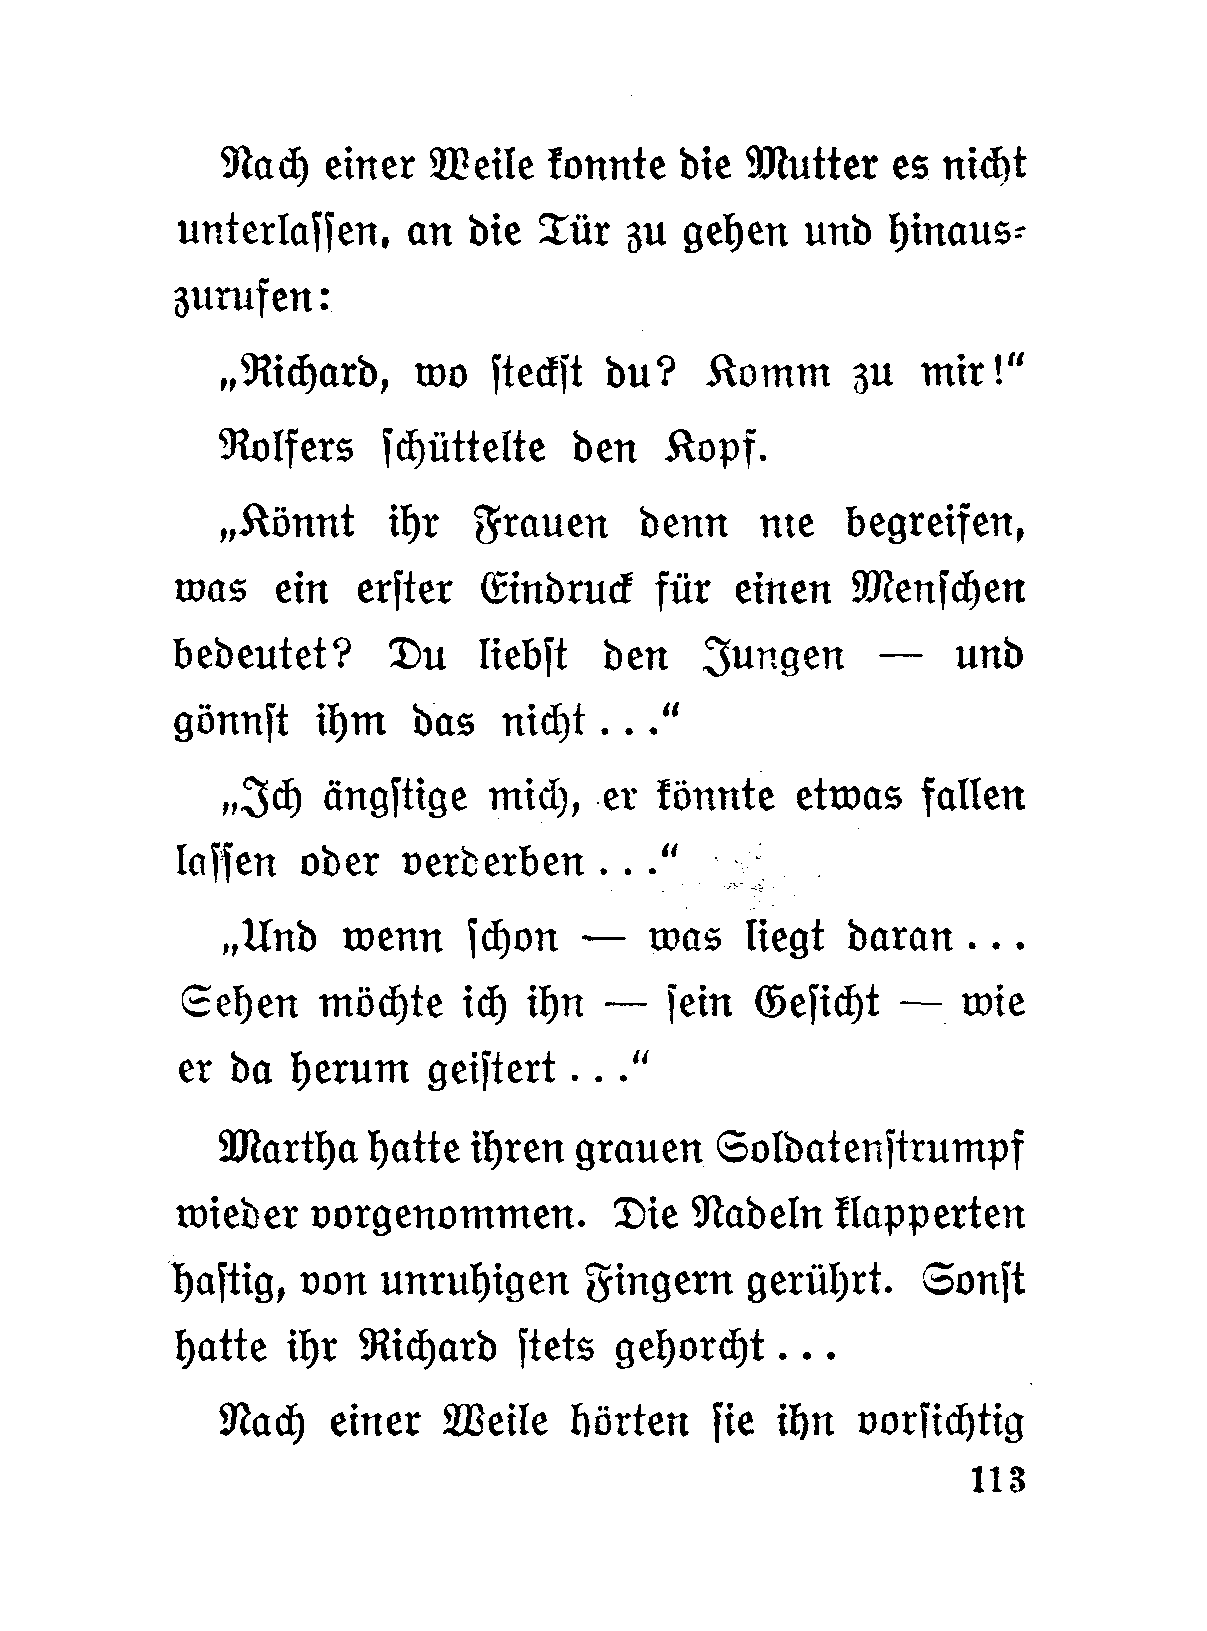 Nach einer Weile konnte die Mutter es nicht
unterlaſſen, an die Tür zu gehen und hinaus-
zurufen:
„Richard, wo ſteckſt du? Komm zu mir!“
Rolfers ſchüttelte den Kopf.
„Könnt ihr Frauen denn nie begreifen,
was ein erſter Eindruck für einen Menſchen
bedeutet? Du liebſt den Jungen — und
gönnſt ihm das nicht . . .“
„Ich ängſtige mich, er könnte etwas fallen
laſſen oder verderben . . .“
„Und wenn ſchon — was liegt daran . . .
Sehen möchte ich ihn — ſein Geſicht — wie
er da herum geiſtert . . .“
Martha hatte ihren grauen Soldatenſtrumpf
wieder vorgenommen. Die Nadeln klapperten
haſtig, von unruhigen Fingern gerührt. Sonſt
hatte ihr Richard ſtets gehorcht . . .
Nach einer Weile hörten ſie ihn vorſichtig
113